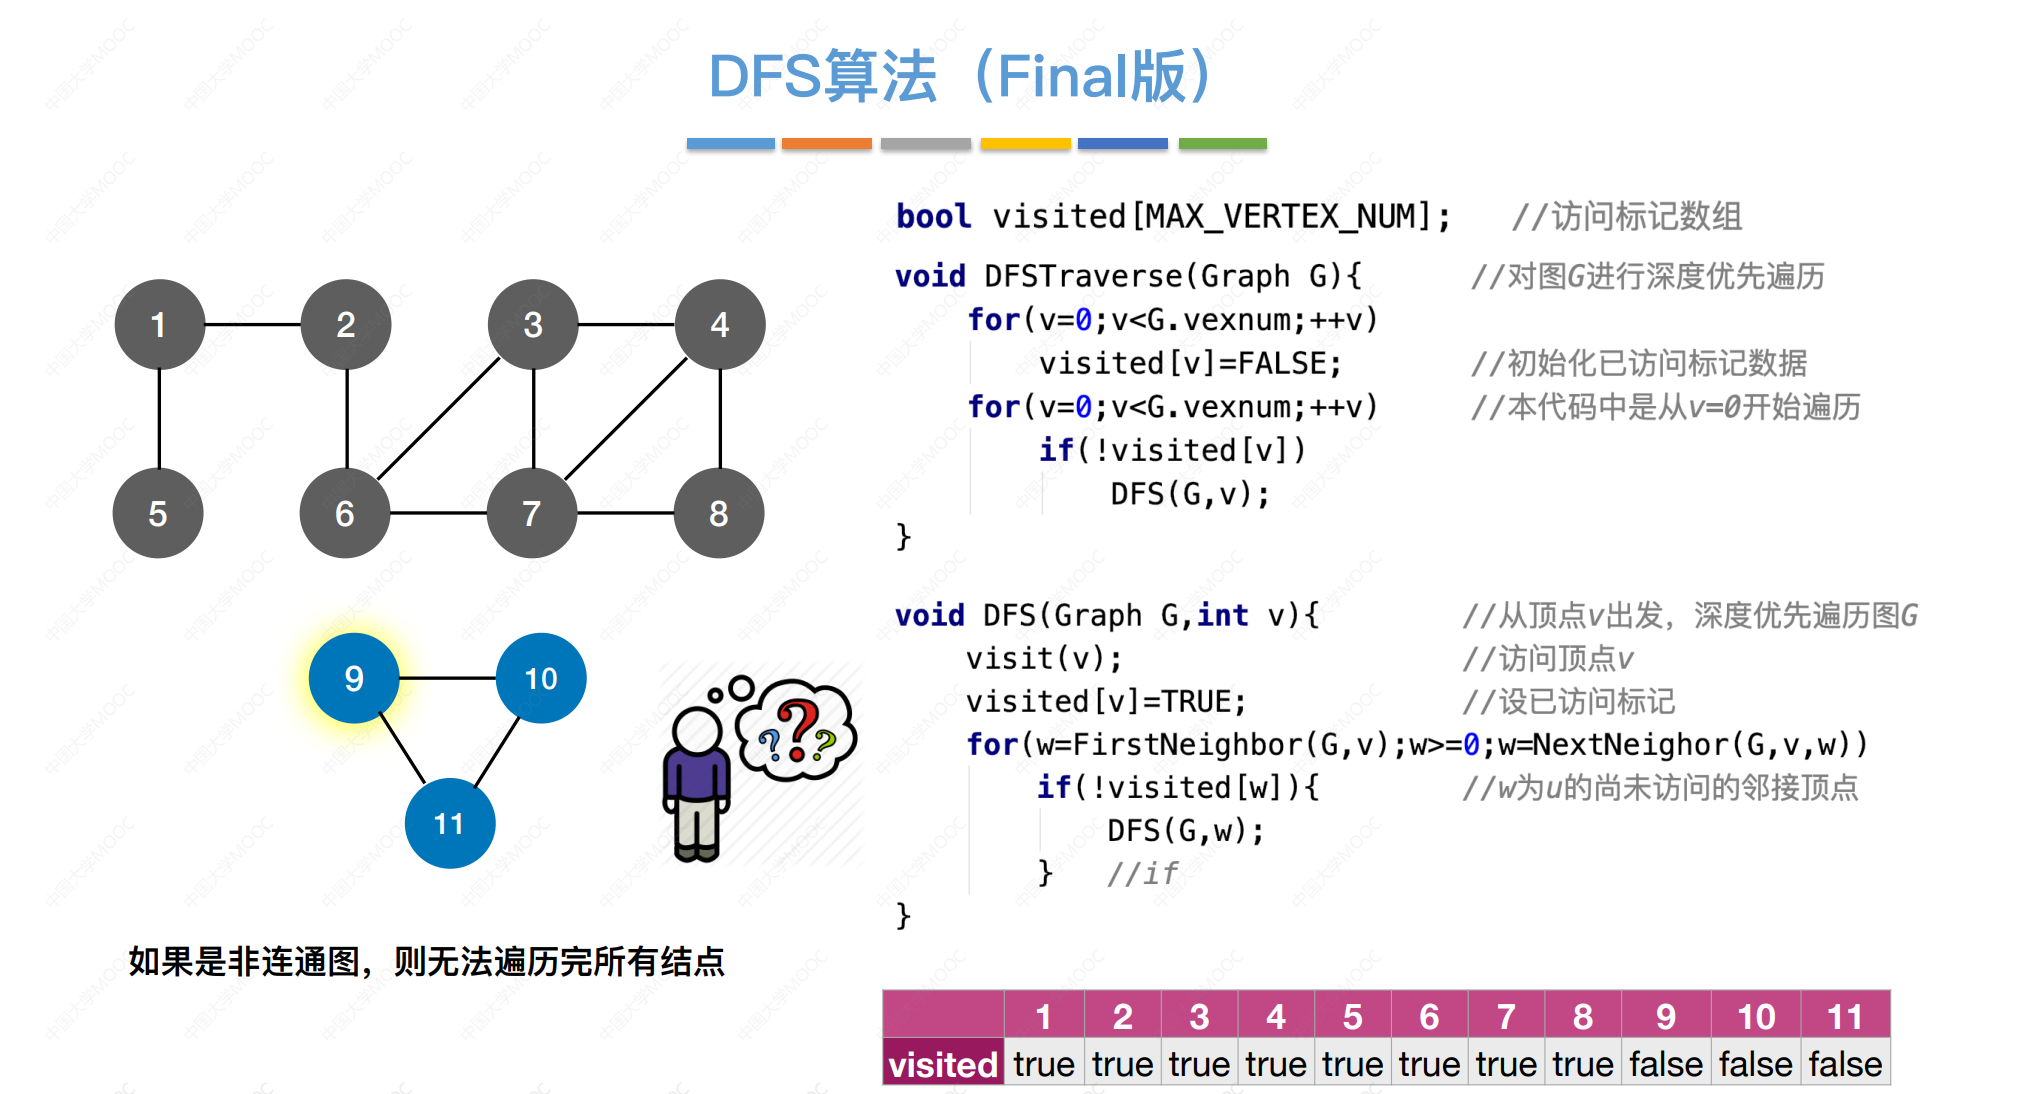 DFS算法（Final版）
bool visited[MAX_VERTEX_NUM];   //访问标记数组
void DFSTraverse(Graph G){   //对图G进行深度优先遍历
for(v=0;v<G.vexnum;++v)
visited[v]=FALSE;   //初始化已访问标记数据
for(v=0;v<G.vexnum;++v)   //本代码中是从v=0开始遍历
if(!visited[v])
DFS(G,v);
}
void DFS(Graph G,int v){   //从顶点v出发，深度优先遍历图G
visit(v);   //访问顶点v
visited[v]=TRUE;   //设已访问标记
for(w=FirstNeighbor(G,v);w>=0;w=NextNeighor(G,v,w))
if(!visited[w]){   //w为u的尚未访问的邻接顶点
DFS(G,w);
}   //if
}
1 2 3 4
5 6 7 8
9 10
11
? ? ?
如果是非连通图，则无法遍历完所有结点
1 2 3 4 5 6 7 8 9 10 11
visited true true true true true true true true false false false
中国大学MOOC